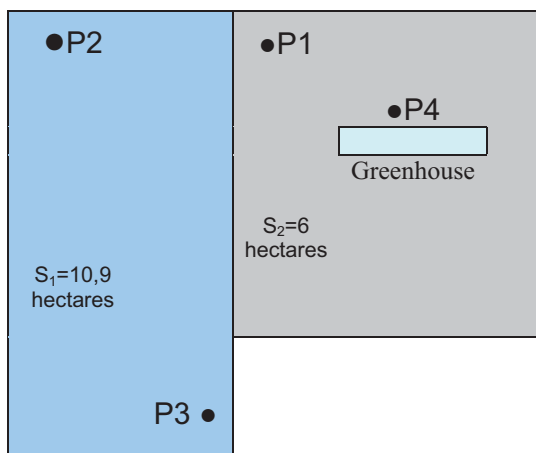 P2
P1
P4
Greenhouse
S₂=6
hectares
S₁=10,9
hectares
P3